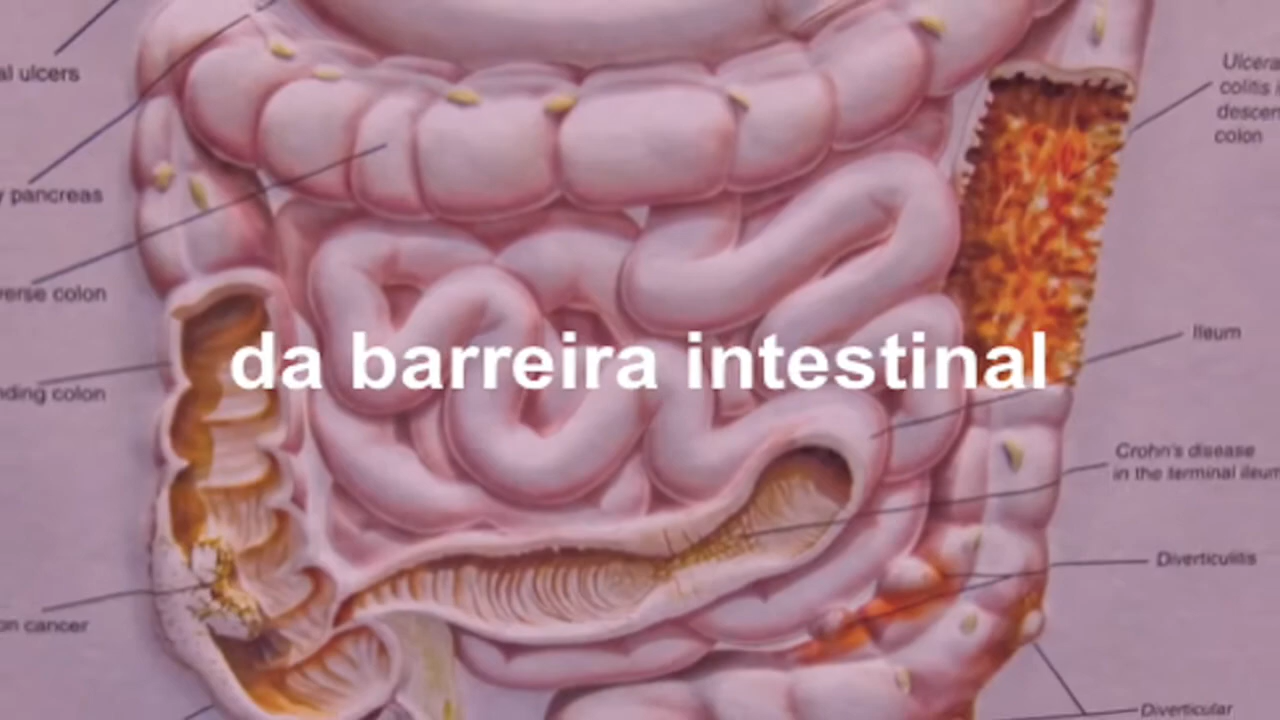 al ulcers
Ulcera
colitis i
descen
colon
y pancreas
verse colon
Ileum
da barreira intestinal
nding colon
Crohn's disease
in the terminal ileum
Diverticulitis
on cancer
Diverticular